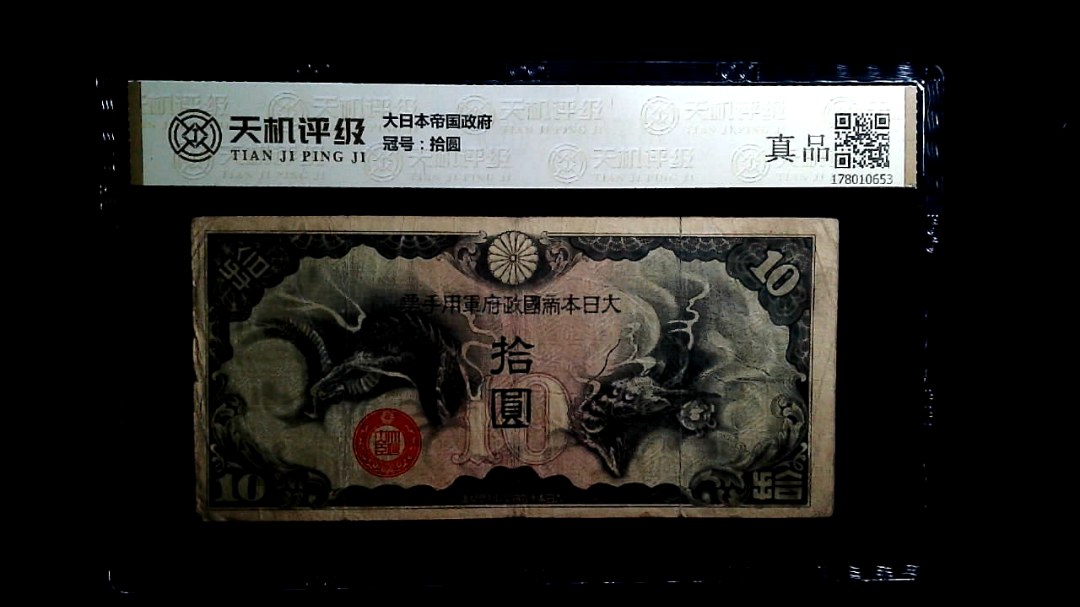 天机评级
TIAN JI PING JI
大日本帝国政府
冠号：拾圆
真品
178010653
拾
10
票手用軍府政國帝本日大
拾
圓
10
10
拾